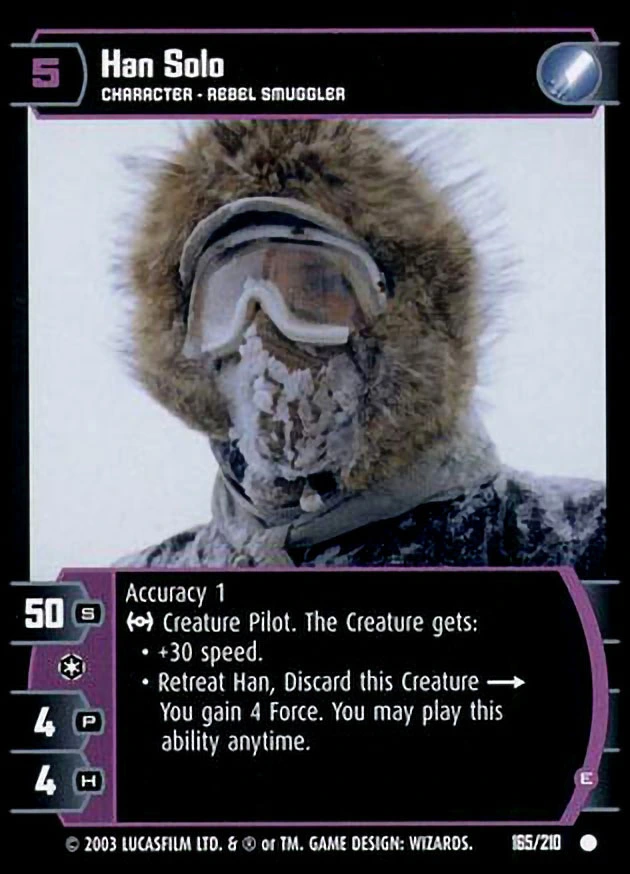 5
Han Solo
CHARACTER - REBEL SMUGGLER
50 S
4 P
4 H
Accuracy 1
Creature Pilot. The Creature gets:
• +30 speed.
• Retreat Han, Discard this Creature →
You gain 4 Force. You may play this
ability anytime.
E
© 2003 LUCASFILM LTD. & ® or TM. GAME DESIGN: WIZARDS.
165/210